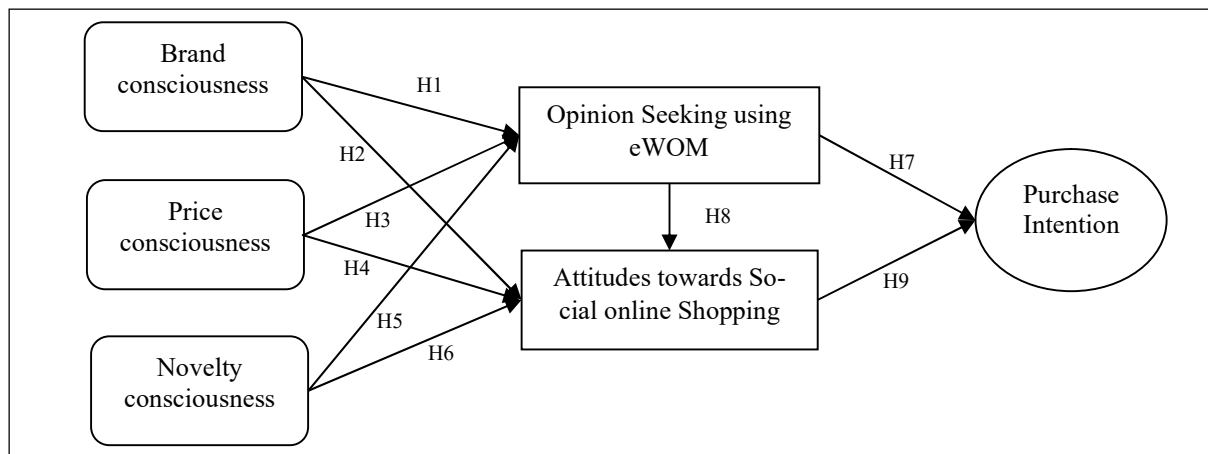 Brand
consciousness
H1
Opinion Seeking using
eWOM
H2
H7
Price
consciousness
H3
H8
Purchase
Intention
H4
Attitudes towards So-
cial online Shopping
H9
H5
H6
Novelty
consciousness